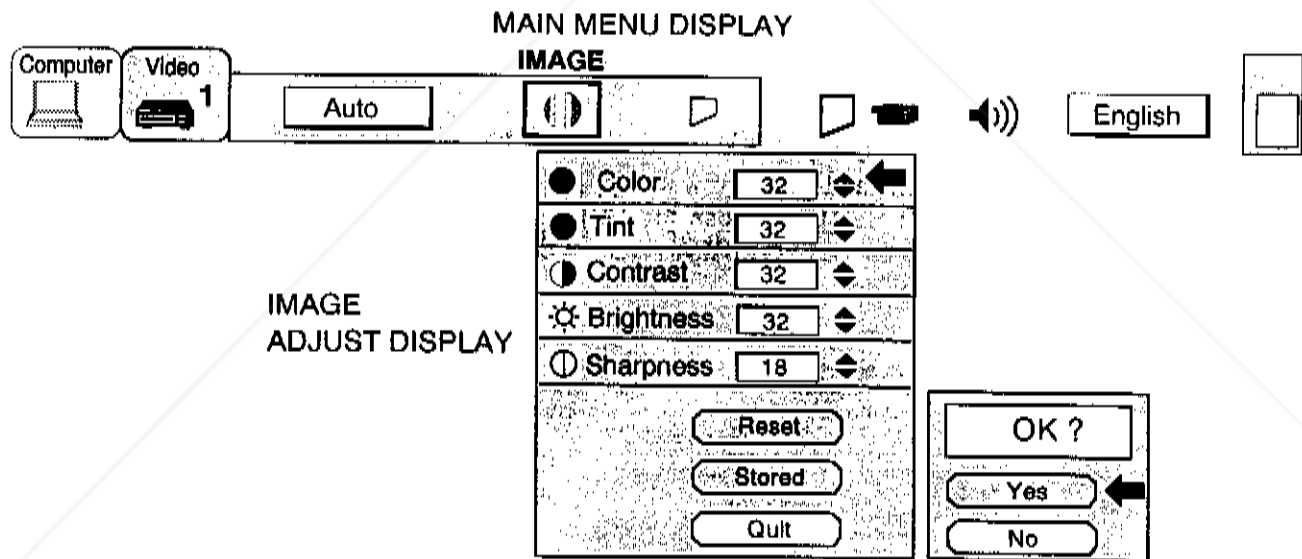 MAIN MENU DISPLAY
IMAGE
Computer
Video
1
Auto
English
Color 32
Tint 32
Contrast 32
Brightness 32
Sharpness 18
IMAGE
ADJUST DISPLAY
Reset
Stored
Quit
OK ?
Yes
No